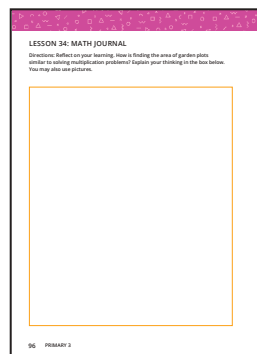 LESSON 34: MATH JOURNAL
Directions: Reflect on your learning. How is finding the area of garden plots
similar to solving multiplication problems? Explain your thinking in the box below.
You may also use pictures.
96 PRIMARY 3